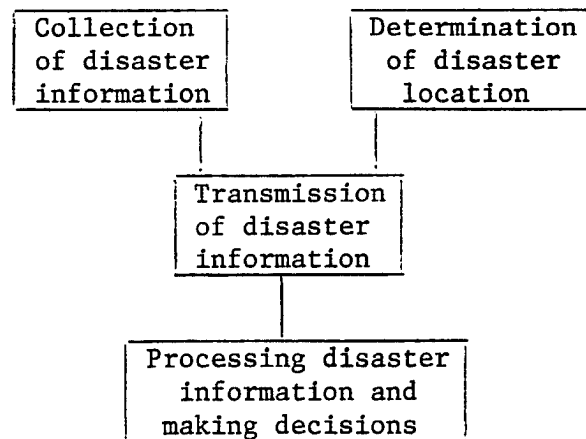 Collection
of disaster
information
Determination
of disaster
location
Transmission
of disaster
information
Processing disaster
information and
making decisions